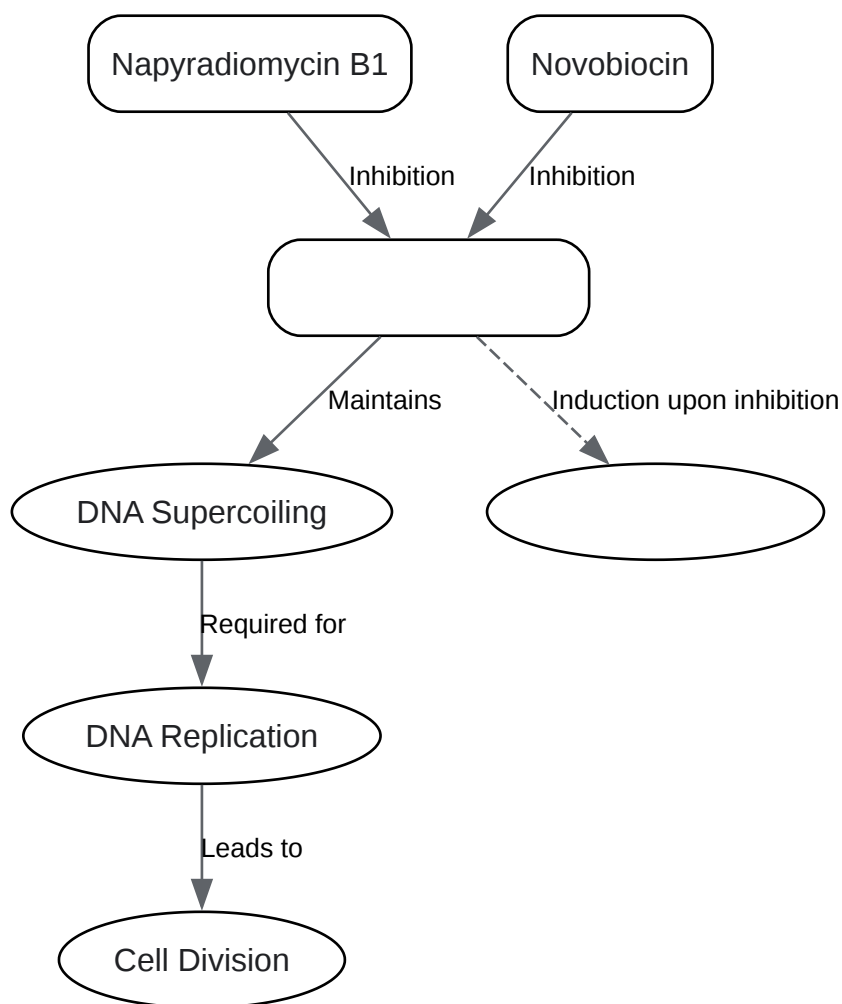 Napyradiomycin B1
Novobiocin
Inhibition
Inhibition
Maintains
Induction upon inhibition
DNA Supercoiling
Required for
DNA Replication
Leads to
Cell Division